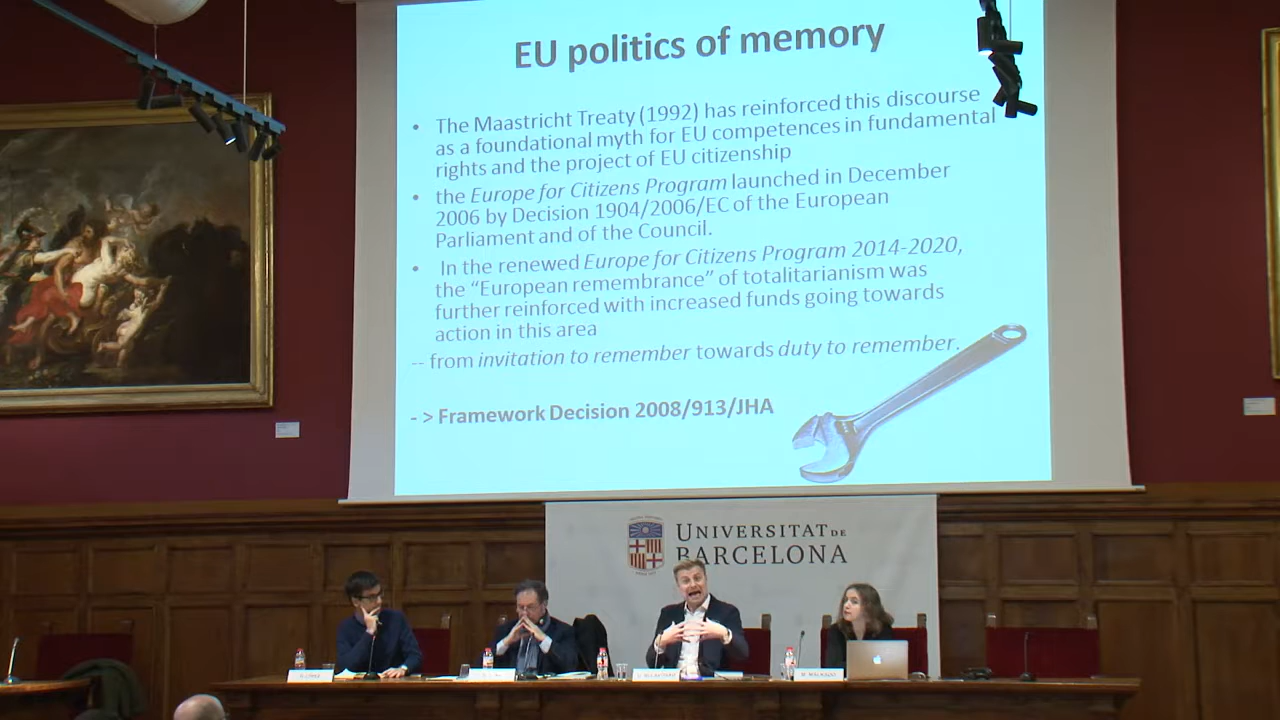 EU politics of memory
• The Maastricht Treaty (1992) has reinforced this discourse
as a foundational myth for EU competences in fundamental
rights and the project of EU citizenship
• the Europe for Citizens Program launched in December
2006 by Decision 1904/2006/EC of the European
Parliament and of the Council.
• In the renewed Europe for Citizens Program 2014-2020,
the “European remembrance” of totalitarianism was
further reinforced with increased funds going towards
action in this area
-- from invitation to remember towards duty to remember.
- > Framework Decision 2008/913/JHA
UNIVERSITAT DE
BARCELONA